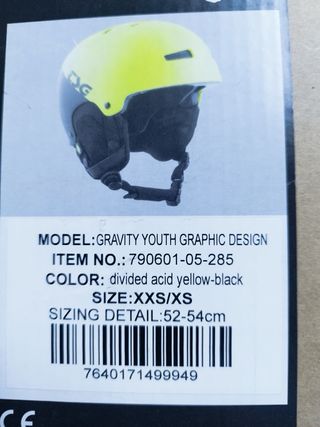 TSG
MODEL:GRAVITY YOUTH GRAPHIC DESIGN
ITEM NO.:790601-05-285
COLOR: divided acid yellow-black
SIZE:XXS/XS
SIZING DETAIL:52-54cm
7640171499949
CE